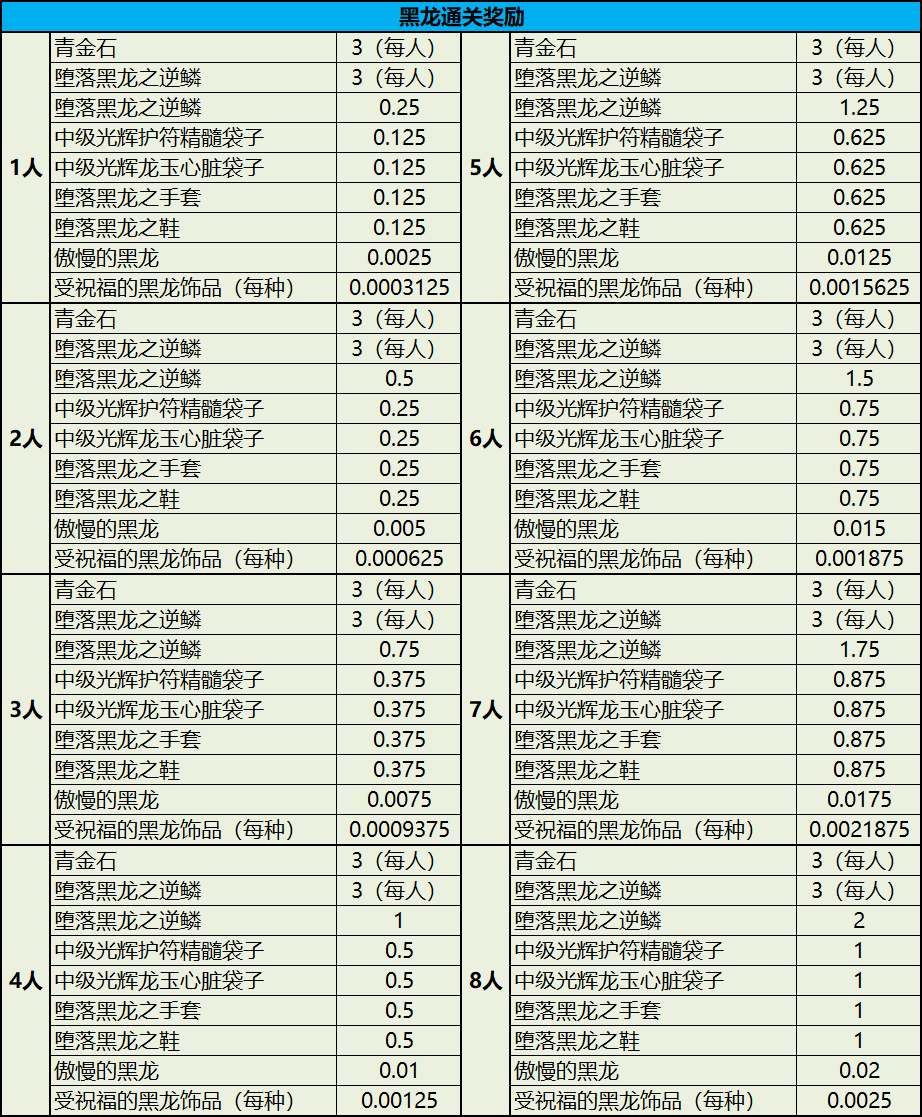 黑龙通关奖励
1人
青金石 3（每人）
堕落黑龙之逆鳞 3（每人）
堕落黑龙之逆鳞 0.25
中级光辉护符精髓袋子 0.125
中级光辉龙玉心脏袋子 0.125
堕落黑龙之手套 0.125
堕落黑龙之鞋 0.125
傲慢的黑龙 0.0025
受祝福的黑龙饰品（每种） 0.0003125
2人
青金石 3（每人）
堕落黑龙之逆鳞 3（每人）
堕落黑龙之逆鳞 0.5
中级光辉护符精髓袋子 0.25
中级光辉龙玉心脏袋子 0.25
堕落黑龙之手套 0.25
堕落黑龙之鞋 0.25
傲慢的黑龙 0.005
受祝福的黑龙饰品（每种） 0.000625
3人
青金石 3（每人）
堕落黑龙之逆鳞 3（每人）
堕落黑龙之逆鳞 0.75
中级光辉护符精髓袋子 0.375
中级光辉龙玉心脏袋子 0.375
堕落黑龙之手套 0.375
堕落黑龙之鞋 0.375
傲慢的黑龙 0.0075
受祝福的黑龙饰品（每种） 0.0009375
4人
青金石 3（每人）
堕落黑龙之逆鳞 3（每人）
堕落黑龙之逆鳞 1
中级光辉护符精髓袋子 0.5
中级光辉龙玉心脏袋子 0.5
堕落黑龙之手套 0.5
堕落黑龙之鞋 0.5
傲慢的黑龙 0.01
受祝福的黑龙饰品（每种） 0.00125
5人
青金石 3（每人）
堕落黑龙之逆鳞 3（每人）
堕落黑龙之逆鳞 1.25
中级光辉护符精髓袋子 0.625
中级光辉龙玉心脏袋子 0.625
堕落黑龙之手套 0.625
堕落黑龙之鞋 0.625
傲慢的黑龙 0.0125
受祝福的黑龙饰品（每种） 0.0015625
6人
青金石 3（每人）
堕落黑龙之逆鳞 3（每人）
堕落黑龙之逆鳞 1.5
中级光辉护符精髓袋子 0.75
中级光辉龙玉心脏袋子 0.75
堕落黑龙之手套 0.75
堕落黑龙之鞋 0.75
傲慢的黑龙 0.015
受祝福的黑龙饰品（每种） 0.001875
7人
青金石 3（每人）
堕落黑龙之逆鳞 3（每人）
堕落黑龙之逆鳞 1.75
中级光辉护符精髓袋子 0.875
中级光辉龙玉心脏袋子 0.875
堕落黑龙之手套 0.875
堕落黑龙之鞋 0.875
傲慢的黑龙 0.0175
受祝福的黑龙饰品（每种） 0.0021875
8人
青金石 3（每人）
堕落黑龙之逆鳞 3（每人）
堕落黑龙之逆鳞 2
中级光辉护符精髓袋子 1
中级光辉龙玉心脏袋子 1
堕落黑龙之手套 1
堕落黑龙之鞋 1
傲慢的黑龙 0.02
受祝福的黑龙饰品（每种） 0.0025